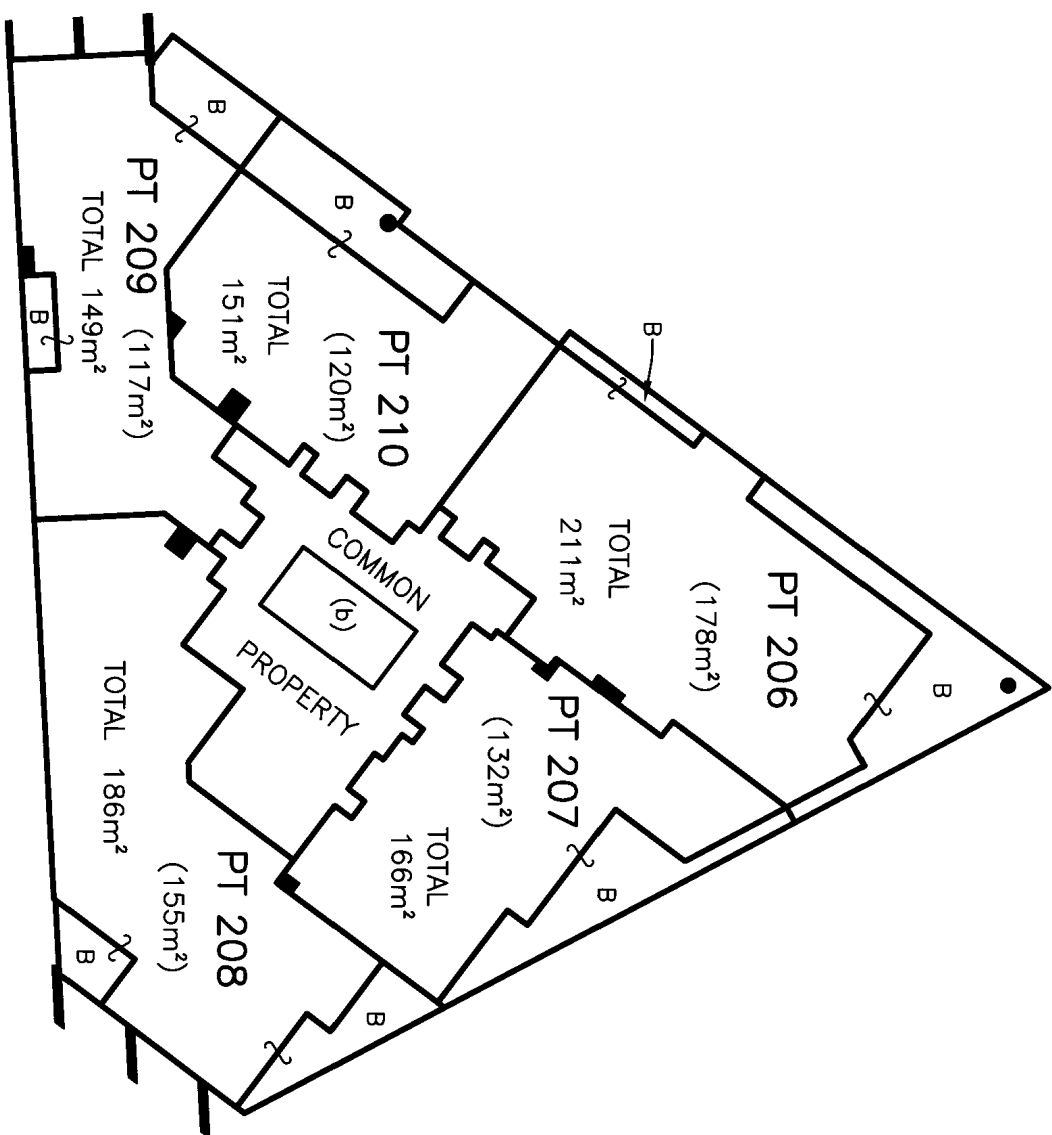 B
PT 206
(178m²)
B
TOTAL
211m²
B
PT 207
(132m²)
TOTAL
166m²
PT 210
(120m²)
B
TOTAL
151m²
COMMON
(b)
PROPERTY
B
PT 208
(155m²)
TOTAL 186m²
B
B
PT 209
(117m²)
TOTAL 149m²
B